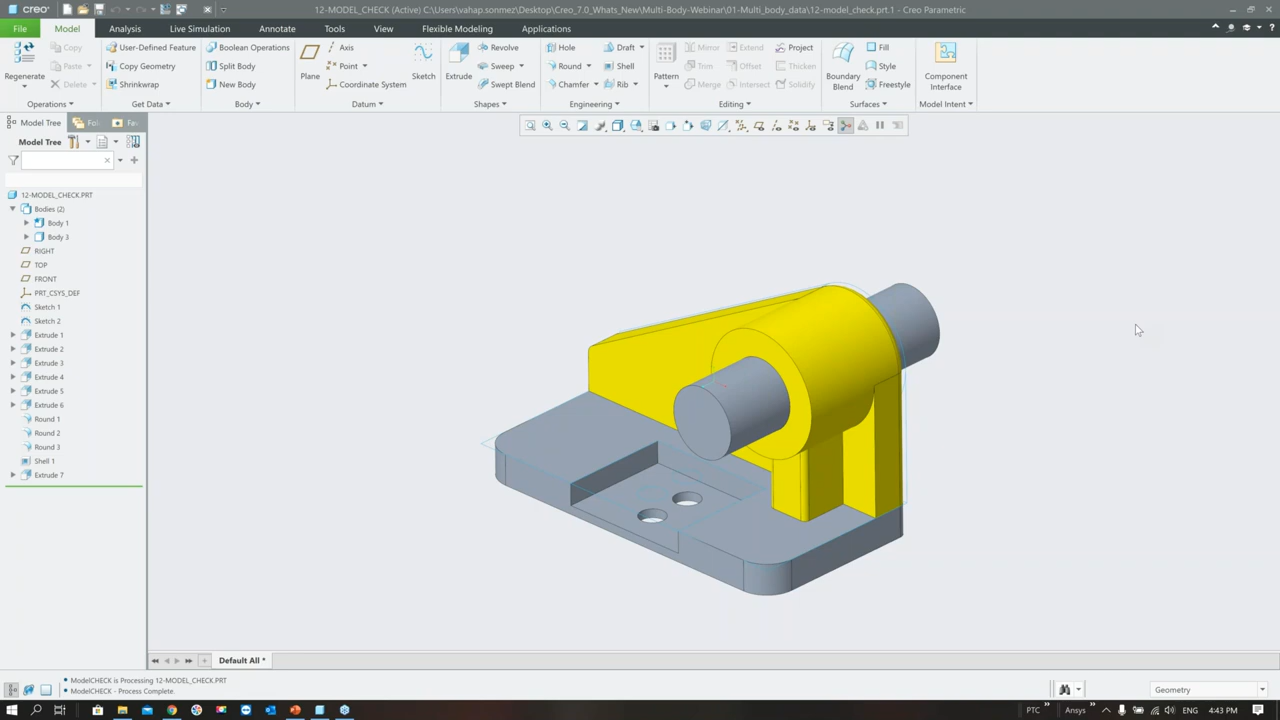 creo
12-MODEL_CHECK (Active) C:\Users\vahap.sonmez\Desktop\Creo_7.0_Whats_New\Multi-Body-Webinar\01-Multi_body_data\12-model_check.prt.1 - Creo Parametric
File Model Analysis Live Simulation Annotate Tools View Flexible Modeling Applications
Regenerate
Copy
Paste
Delete
Operations
User-Defined Feature
Copy Geometry
Shrinkwrap
Get Data
Boolean Operations
Split Body
New Body
Body
Plane
Axis
Point
Coordinate System
Sketch
Datum
Extrude
Revolve
Sweep
Swept Blend
Shapes
Hole
Round
Chamfer
Draft
Shell
Rib
Engineering
Pattern
Mirror
Trim
Merge
Extend
Offset
Intersect
Project
Thicken
Solidify
Editing
Boundary
Blend
Fill
Style
Freestyle
Surfaces
Component
Interface
Model Intent
Model Tree
Fol
Fav
Model Tree
12-MODEL_CHECK.PRT
Bodies (2)
Body 1
Body 3
RIGHT
TOP
FRONT
PRT_CSYS_DEF
Sketch 1
Sketch 2
Extrude 1
Extrude 2
Extrude 3
Extrude 4
Extrude 5
Extrude 6
Round 1
Round 2
Round 3
Shell 1
Extrude 7
Default All *
• ModelCHECK is Processing 12-MODEL_CHECK.PRT
• ModelCHECK - Process Complete.
Geometry
PTC Ansys ENG 4:43 PM